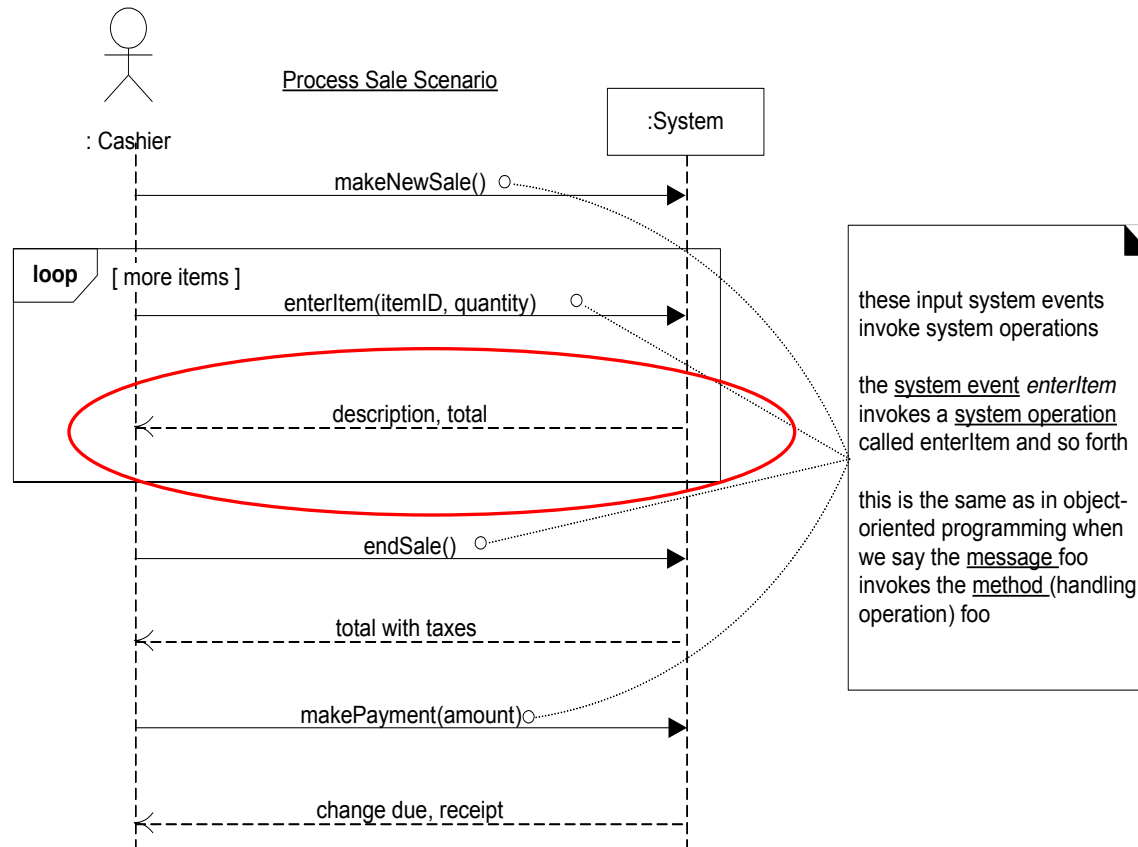 Process Sale Scenario
:System
: Cashier
makeNewSale()
loop
[ more items ]
enterItem(itemID, quantity)
description, total
endSale()
total with taxes
makePayment(amount)
change due, receipt
these input system events
invoke system operations
the system event enterItem
invokes a system operation
called enterItem and so forth
this is the same as in object-
oriented programming when
we say the message foo
invokes the method (handling
operation) foo